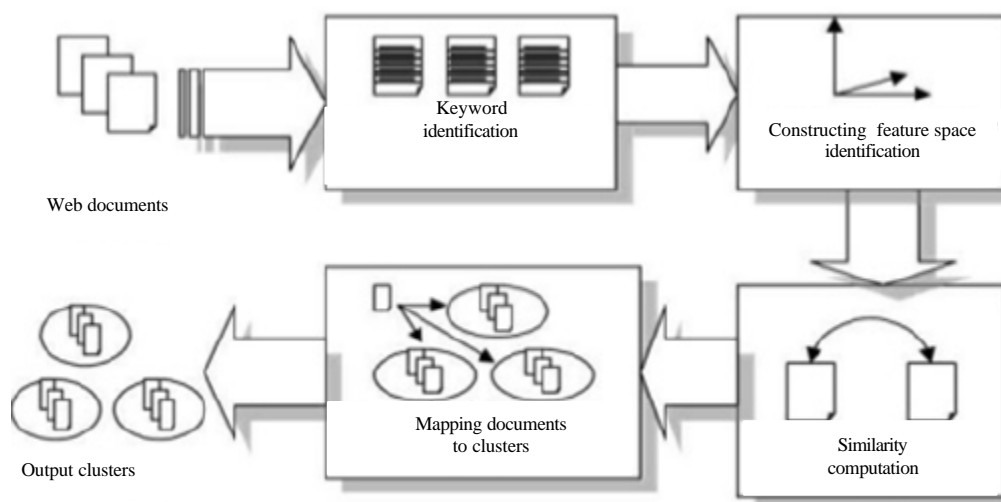 Keyword
identification
Constructing feature space
identification
Web documents
Mapping documents
to clusters
Similarity
computation
Output clusters